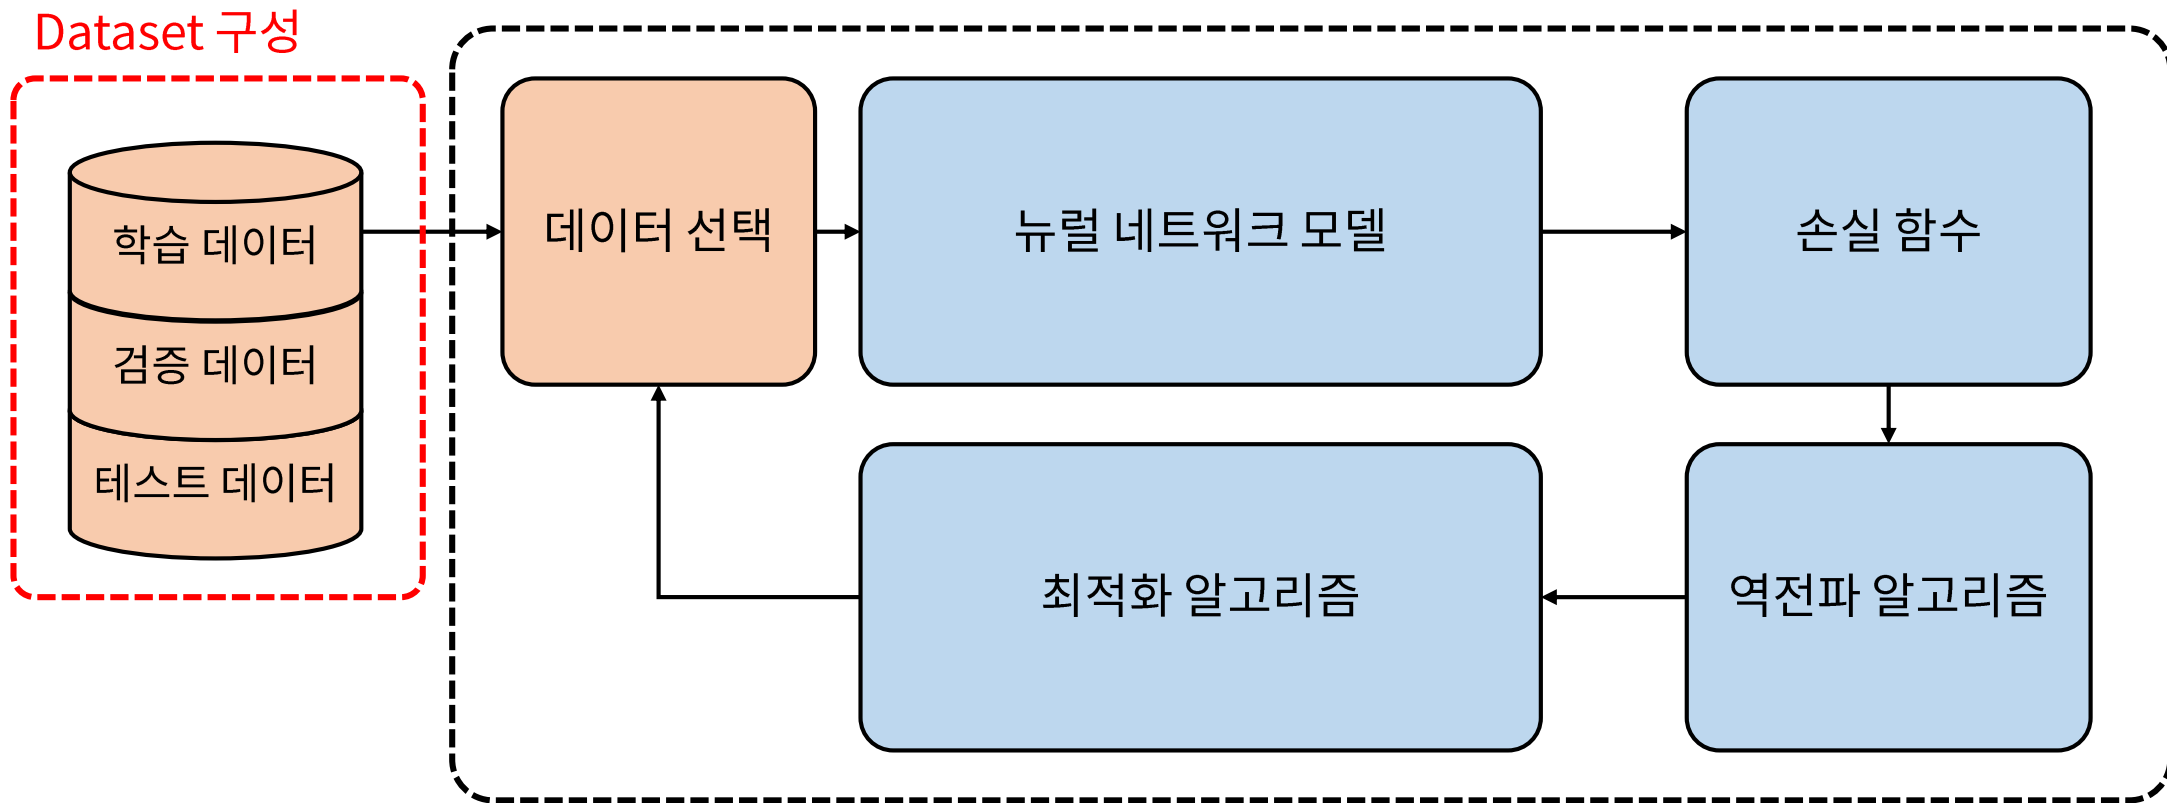 Dataset 구성
학습 데이터
검증 데이터
테스트 데이터
데이터 선택
뉴럴 네트워크 모델
손실 함수
최적화 알고리즘
역전파 알고리즘